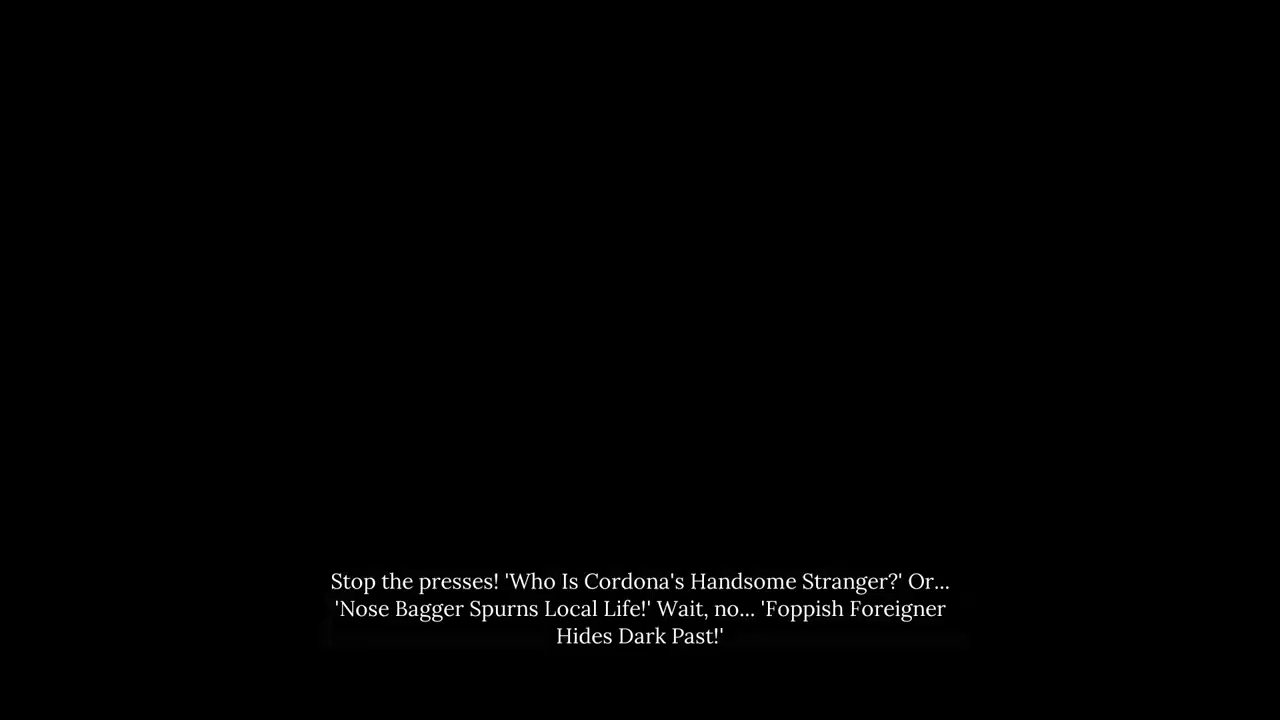 Stop the presses! 'Who Is Cordona's Handsome Stranger?' Or...
'Nose Bagger Spurns Local Life!' Wait, no... 'Foppish Foreigner
Hides Dark Past!'